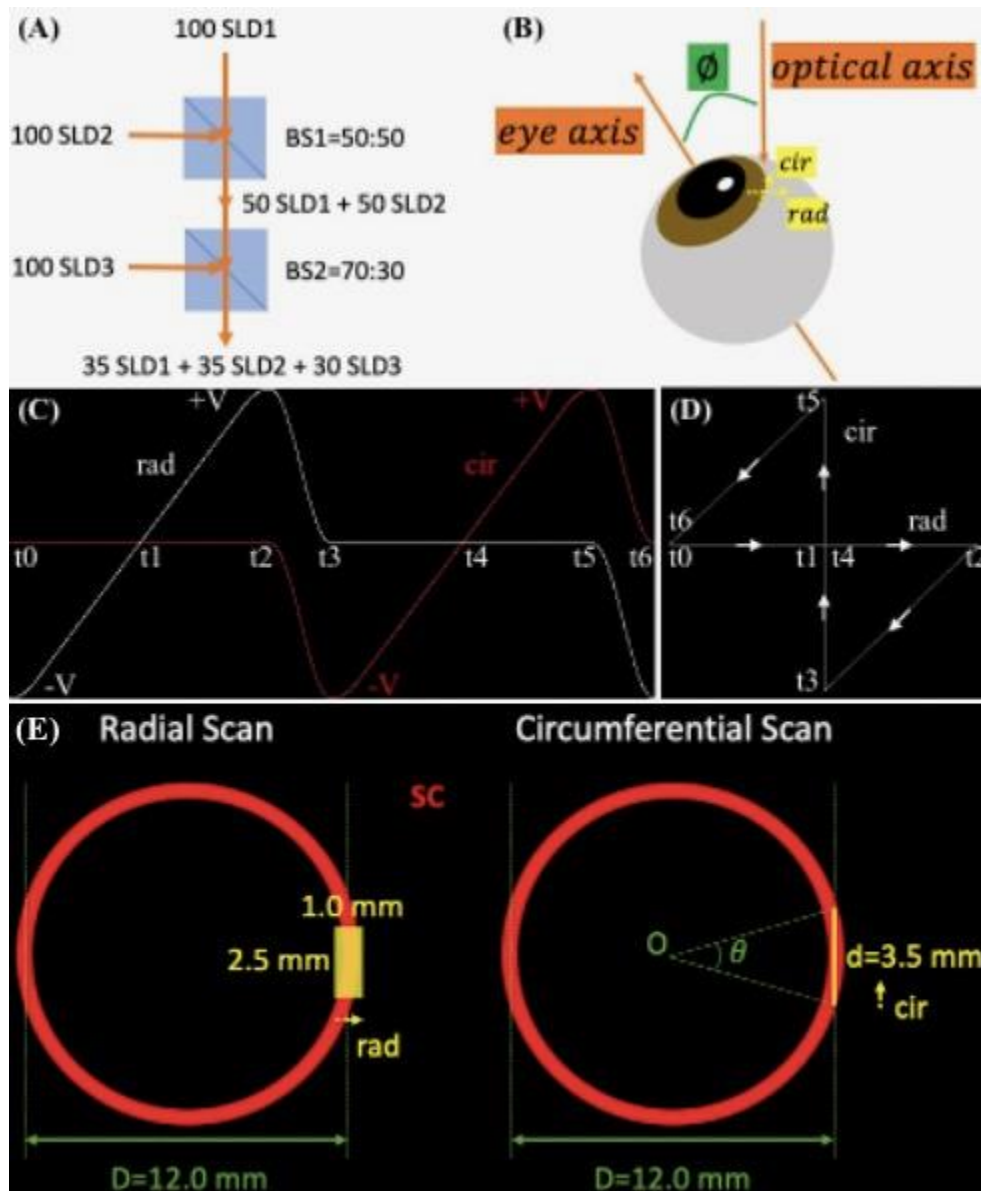 (A)
100 SLD1
100 SLD2
BS1=50:50
50 SLD1 + 50 SLD2
100 SLD3
BS2=70:30
35 SLD1 + 35 SLD2 + 30 SLD3
(B)
Ø
optical axis
eye axis
cir
rad
(C)
+V
+V
rad
cir
t0
t1
t2
t3
t4
t5
t6
-V
-V
(D)
t5
cir
t6
rad
t0
t1
t4
t2
t3
(E)
Radial Scan
Circumferential Scan
SC
1.0 mm
2.5 mm
rad
O
θ
d=3.5 mm
cir
D=12.0 mm
D=12.0 mm